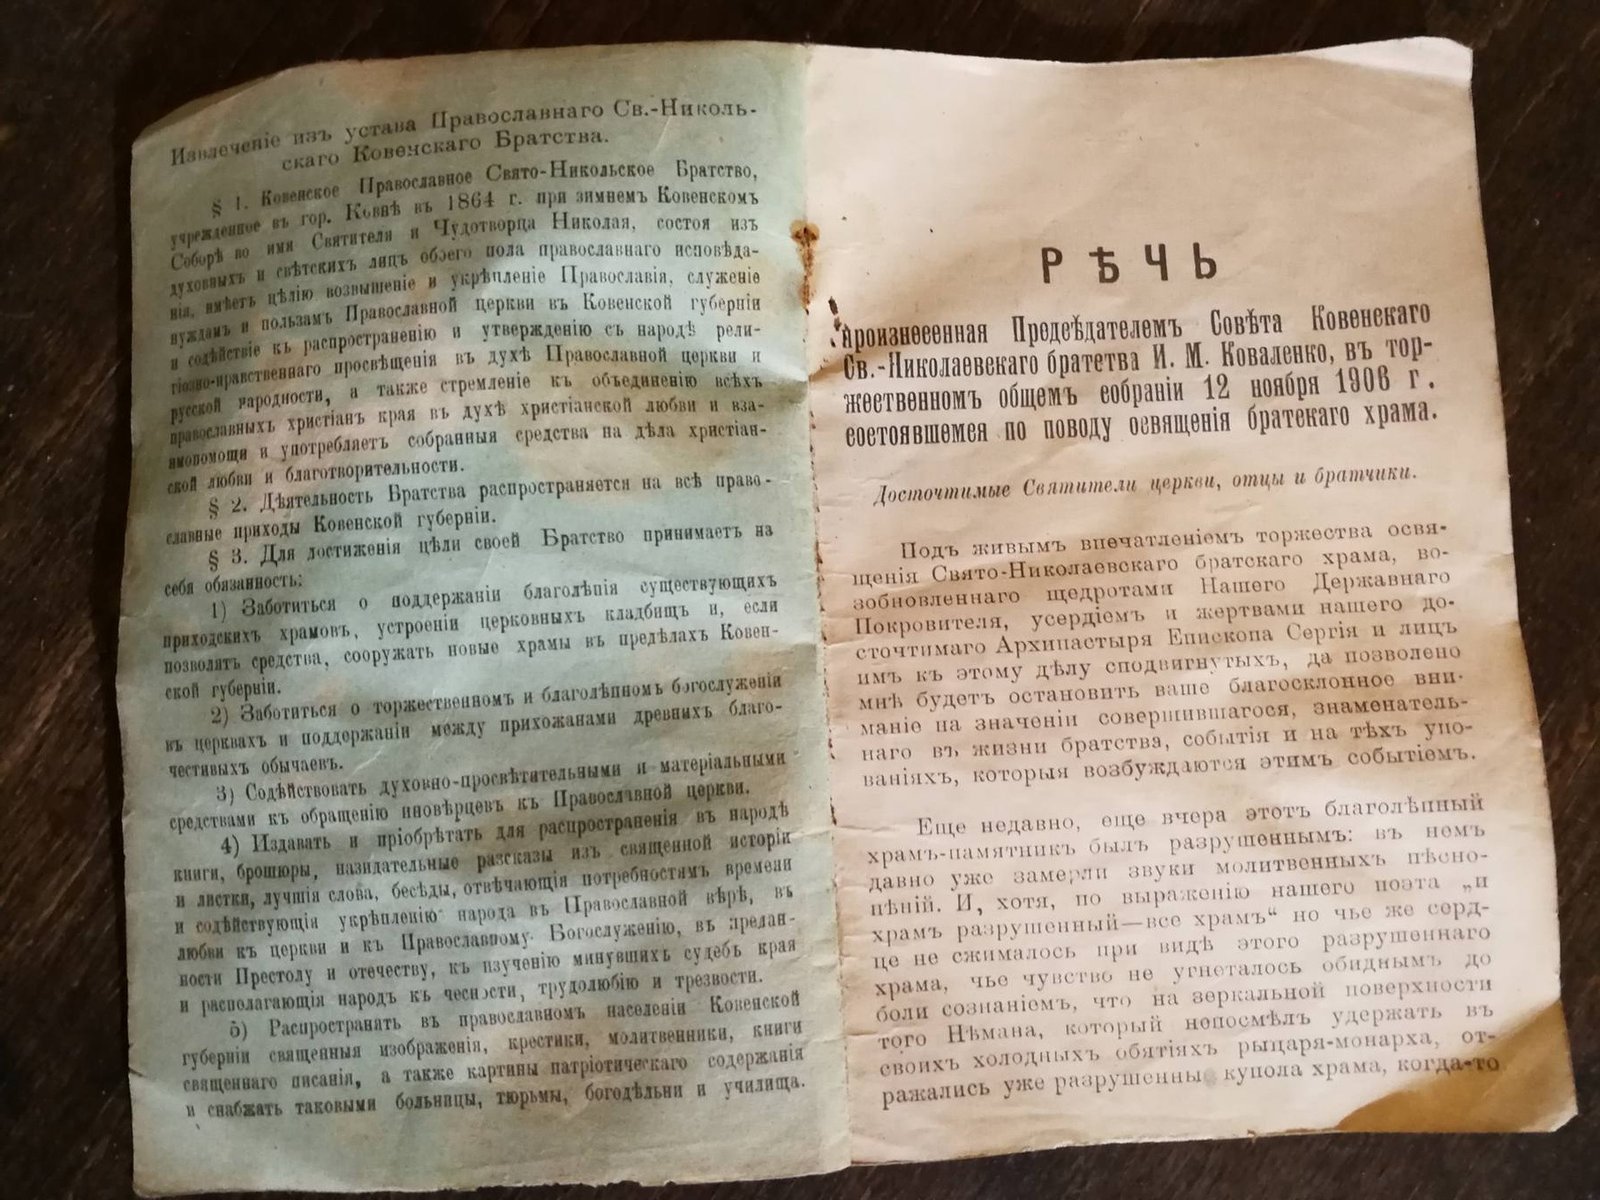 Извлеченіе изъ устава Православнаго Св.-Николь-
скаго Ковенскаго Братства.
§ 1. Ковенское Православное Свято-Никольское Братство,
учрежденное въ гор. Ковнѣ въ 1864 г. при зимнемъ Ковенскомъ
Соборѣ во имя Святителя и Чудотворца Николая, состоя изъ
духовныхъ и свѣтскихъ лицъ обоего пола православнаго исповѣда-
нія, имѣетъ цѣлію возвышеніе и укрѣпленіе Православія, служеніе
нуждамъ и пользамъ Православной церкви въ Ковенской губерніи
и содѣйствіе къ распространенію и утвержденію съ народѣ рели-
гіозно-нравственнаго просвѣщенія въ духѣ Православной церкви и
русской народности, а также стремленіе къ объединенію всѣхъ
православныхъ христіанъ края въ духѣ христіанской любви и вза-
имопомощи и употребляетъ собранныя средства на дѣла христіан-
ской любви и благотворительности.
§ 2. Дѣятельность Братства распространяется на всѣ право-
славные приходы Ковенской губерніи.
§ 3. Для достиженія цѣли своей Братство принимаетъ на
себя обязанность:
1) Заботиться о поддержаніи благолѣпія существующихъ
приходскихъ храмовъ, устроеніи церковныхъ кладбищъ и, если
позволятъ средства, сооружать новые храмы въ предѣлахъ Ковен-
ской губерніи.
2) Заботиться о торжественномъ и благолѣпномъ богослуженіи
въ церквахъ и поддержаніи между прихожанами древнихъ благо-
честивыхъ обычаевъ.
3) Содѣйствовать духовно-просвѣтительными и матеріальными
средствами къ обращенію иновѣрцевъ къ Православной церкви.
4) Издавать и пріобрѣтать для распространенія въ народѣ
книги, брошюры, назидательные разсказы изъ священной исторіи
и листки, лучшія слова, бесѣды, отвѣчающія потребностямъ времени
и содѣйствующія укрѣпленію народа въ Православной вѣрѣ, въ
любви къ церкви и къ Православному Богослуженію, въ предан-
ности Престолу и отечеству, къ изученію минувшихъ судебъ края
и располагающія народъ къ чесности, трудолюбію и трезвости.
5) Распространять въ православномъ населеніи Ковенской
губерніи священныя изображенія, крестики, молитвенники, книги
священнаго писанія, а также картины патріотическаго содержанія
и снабжать таковыми больницы, тюрьмы, богодѣльни и училища.
РѢЧЬ
произнесенная Предсѣдателемъ Совѣта Ковенскаго
Св.-Николаевскаго братства И. М. Коваленко, въ тор-
жественномъ общемъ собраніи 12 ноября 1906 г.
состоявшемся по поводу освященія братскаго храма.
Досточтимые Святители церкви, отцы и братчики.
Подъ живымъ впечатлѣніемъ торжества освя-
щенія Свято-Николаевскаго братскаго храма, во-
зобновленнаго щедротами Нашего Державнаго
Покровителя, усердіемъ и жертвами нашего до-
сточтимаго Архипастыря Епископа Сергія и лицъ
имъ къ этому дѣлу сподвигнутыхъ, да позволено
мнѣ будетъ остановить ваше благосклонное вни-
маніе на значеніи совершившагося, знаменатель-
наго въ жизни братства, событія и на тѣхъ упо-
ваніяхъ, которыя возбуждаются этимъ событіемъ.
Еще недавно, еще вчера этотъ благолѣпный
храмъ-памятникъ былъ разрушеннымъ: въ немъ
давно уже замерли звуки молитвенныхъ пѣсно-
пѣній. И, хотя, по выраженію нашего поэта „и
храмъ разрушенный—все храмъ“ но чье же серд-
це не сжималось при видѣ этого разрушеннаго
храма, чье чувство не угнеталось обиднымъ до
боли сознаніемъ, что на зеркальной поверхности
того Нѣмана, который непосмѣлъ удержать въ
своихъ холодныхъ обятіяхъ рыцаря-монарха, от-
ражались уже разрушенны купола храма, когда-то